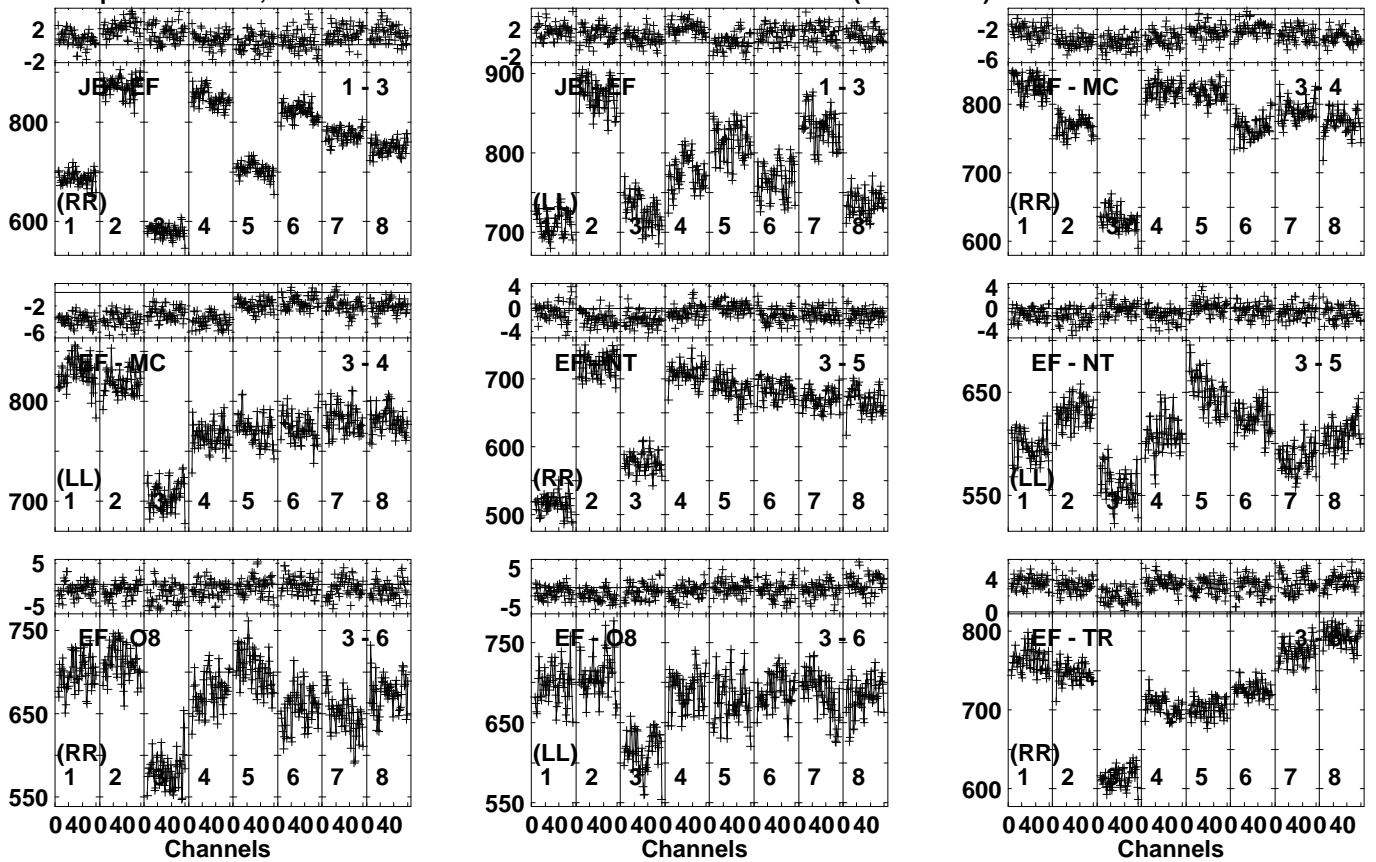 2 2 -2
-2 -2 -6
JB - EF 1 - 3 900 JB - EF 1 - 3 EF - MC 3 - 4
800 800 800
700
(RR) (LL) (RR)
600 700 600
1 2 3 4 5 6 7 8 1 2 3 4 5 6 7 8 1 2 3 4 5 6 7 8
-2 4 4
0 0
-6 -4 -4
EF - MC 3 - 4 EF - NT 3 - 5 EF - NT 3 - 5
800 700 650
600
(LL) (RR) (LL)
700 500 550
1 2 3 4 5 6 7 8 1 2 3 4 5 6 7 8 1 2 3 4 5 6 7 8
5 5 4
-5 -5 0
750 EF - O8 3 - 6 750 EF - O8 3 - 6 800 EF - TR
650 650 700
(RR) (LL) (RR)
550 550 600
1 2 3 4 5 6 7 8 1 2 3 4 5 6 7 8 1 2 3 4 5 6 7 8
0 40 0 40 0 40 0 40 0 40 0 40 0 40 0 40 0 40 0 40 0 40 0 40 0 40 0 40 0 40 0 40 0 40 0 40 0 40 0 40 0 40 0 40 0 40 0 40
Channels Channels Channels